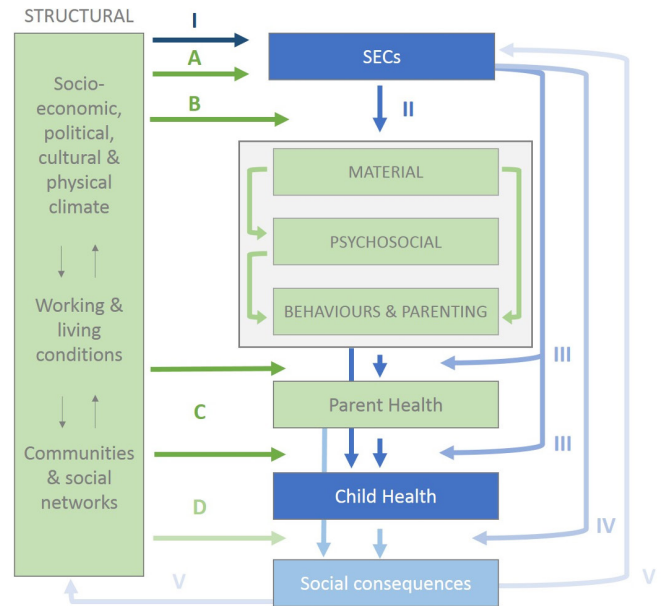 STRUCTURAL
Socio-
economic,
political,
cultural &
physical
climate
Working &
living
conditions
Communities
& social
networks
I
A
B
C
D
SECs
II
MATERIAL
PSYCHOSOCIAL
BEHAVIOURS & PARENTING
III
Parent Health
III
Child Health
IV
Social consequences
V
V